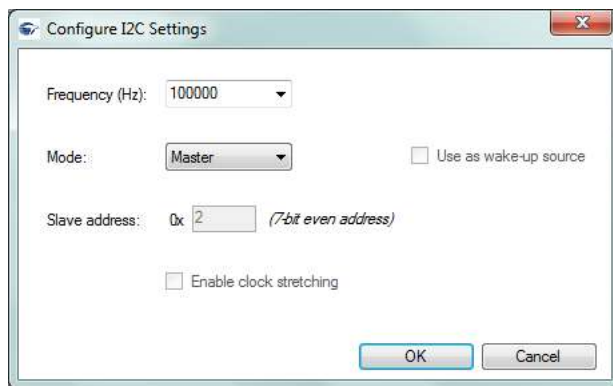 Configure I2C Settings
Frequency (Hz): 100000
Mode: Master Use as wake-up source
Slave address: 0x 2 (7-bit even address)
Enable clock stretching
OK Cancel